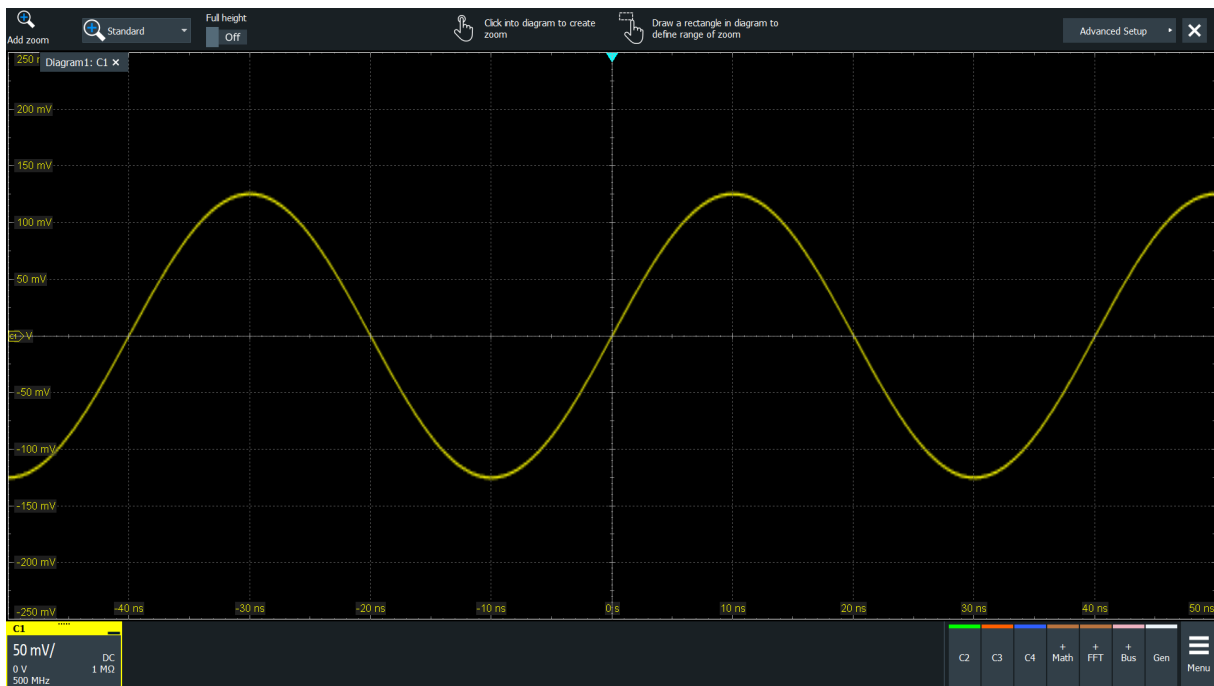 Add zoom
Standard
Full height
Off
Click into diagram to create
zoom
Draw a rectangle in diagram to
define range of zoom
Advanced Setup
Diagram1: C1
250
200 mV
150 mV
100 mV
50 mV
C1 V
-50 mV
-100 mV
-150 mV
-200 mV
-250 mV
-40 ns
-30 ns
-20 ns
-10 ns
0 s
10 ns
20 ns
30 ns
40 ns
50 ns
C1
50 mV/
DC
0 V
1 MΩ
500 MHz
C2
C3
C4
+
Math
+
FFT
+
Bus
Gen
Menu